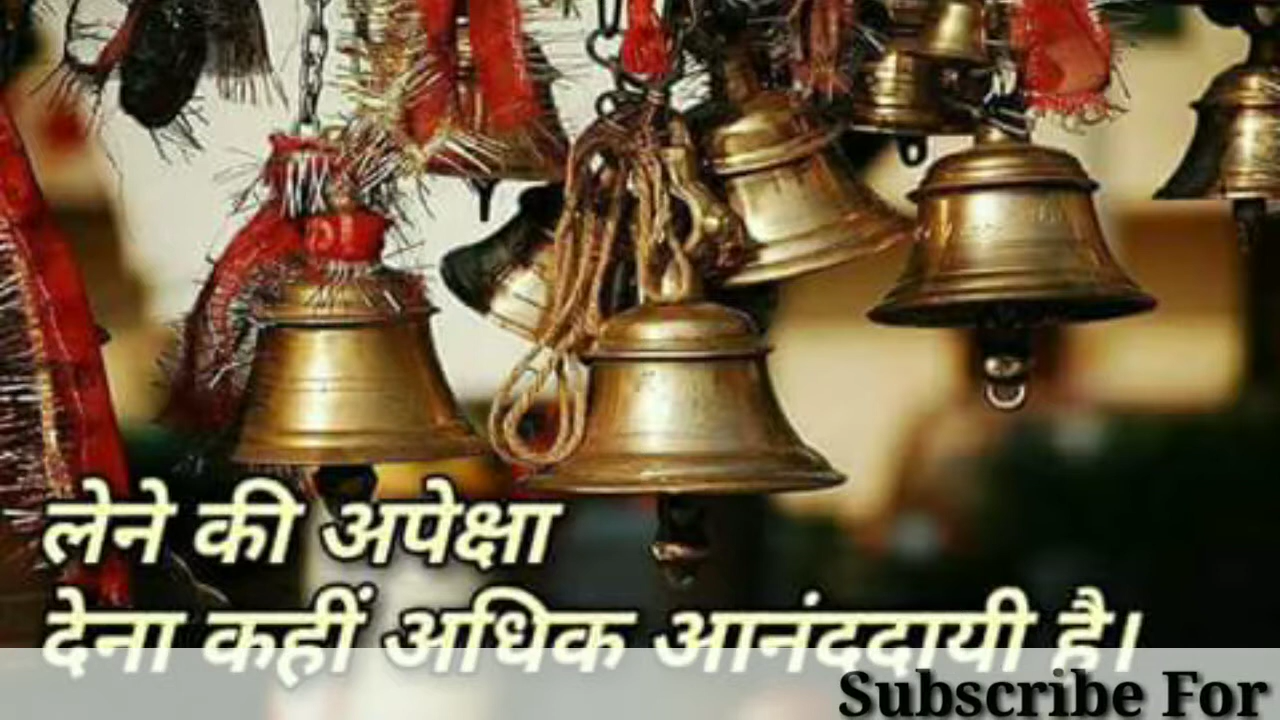 लेने की अपेक्षा
देना कहीं अधिक आनंददायी है।
Subscribe For